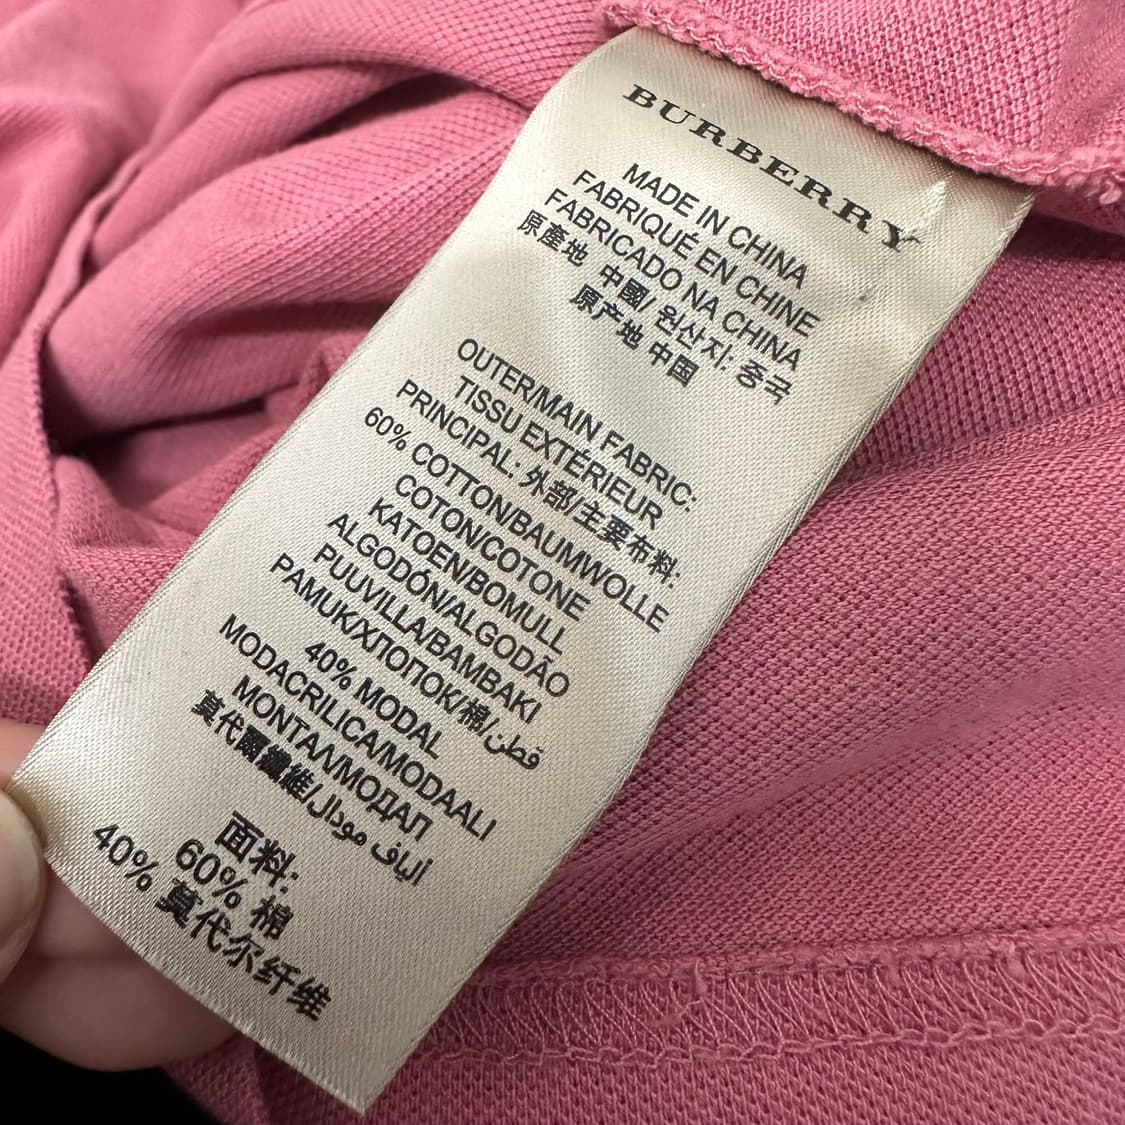 BURBERRY
MADE IN CHINA
FABRIQUÉ EN CHINE
FABRICADO NA CHINA
原產地 中國/ 원산지: 중국
原产地 中国
OUTER/MAIN FABRIC:
TISSU EXTÉRIEUR
PRINCIPAL: 外部/主要布料:
60% COTTON/BAUMWOLLE
COTON/COTONE
KATOEN/BOMULL
ALGODÓN/ALGODÃO
PUUVILLA/BAMBAKI
PAMUK/ХЛОПОК/棉/قطن
40% MODAL
MODACRILICA/MODAALI
MONTAΛ/МОДАЛ
莫代爾纖維/ألياف مودال
面料:
60% 棉
40% 莫代尔纤维